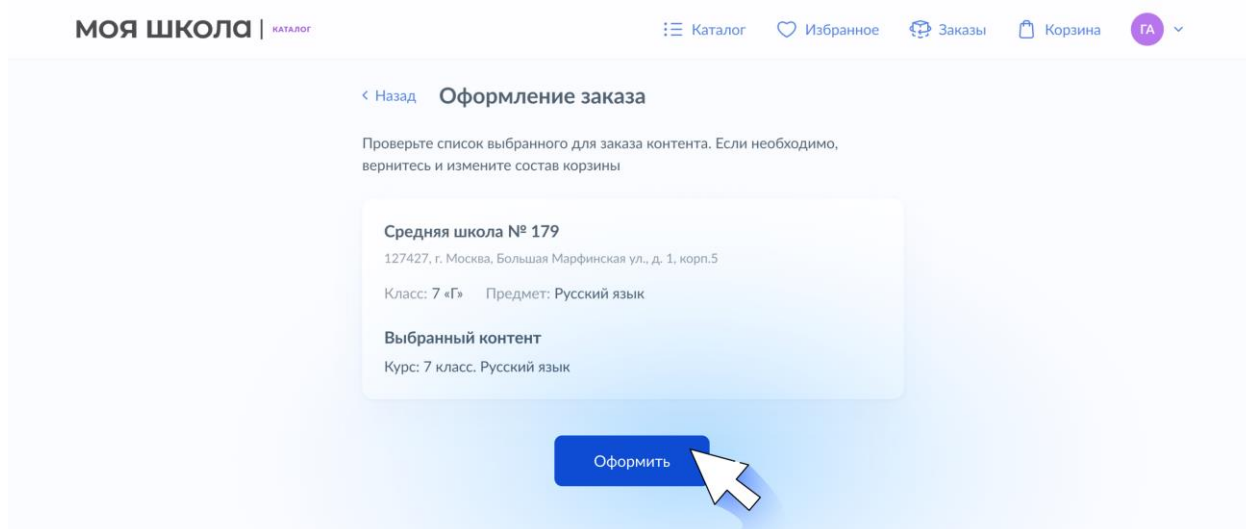 МОЯ ШКОЛА | КАТАЛОГ
Каталог Избранное Заказы Корзина ГА
Назад Оформление заказа
Проверьте список выбранного для заказа контента. Если необходимо,
вернитесь и измените состав корзины
Средняя школа № 179
127427, г. Москва, Большая Марфинская ул., д. 1, корп.5
Класс: 7 «Г» Предмет: Русский язык
Выбранный контент
Курс: 7 класс. Русский язык
Оформить